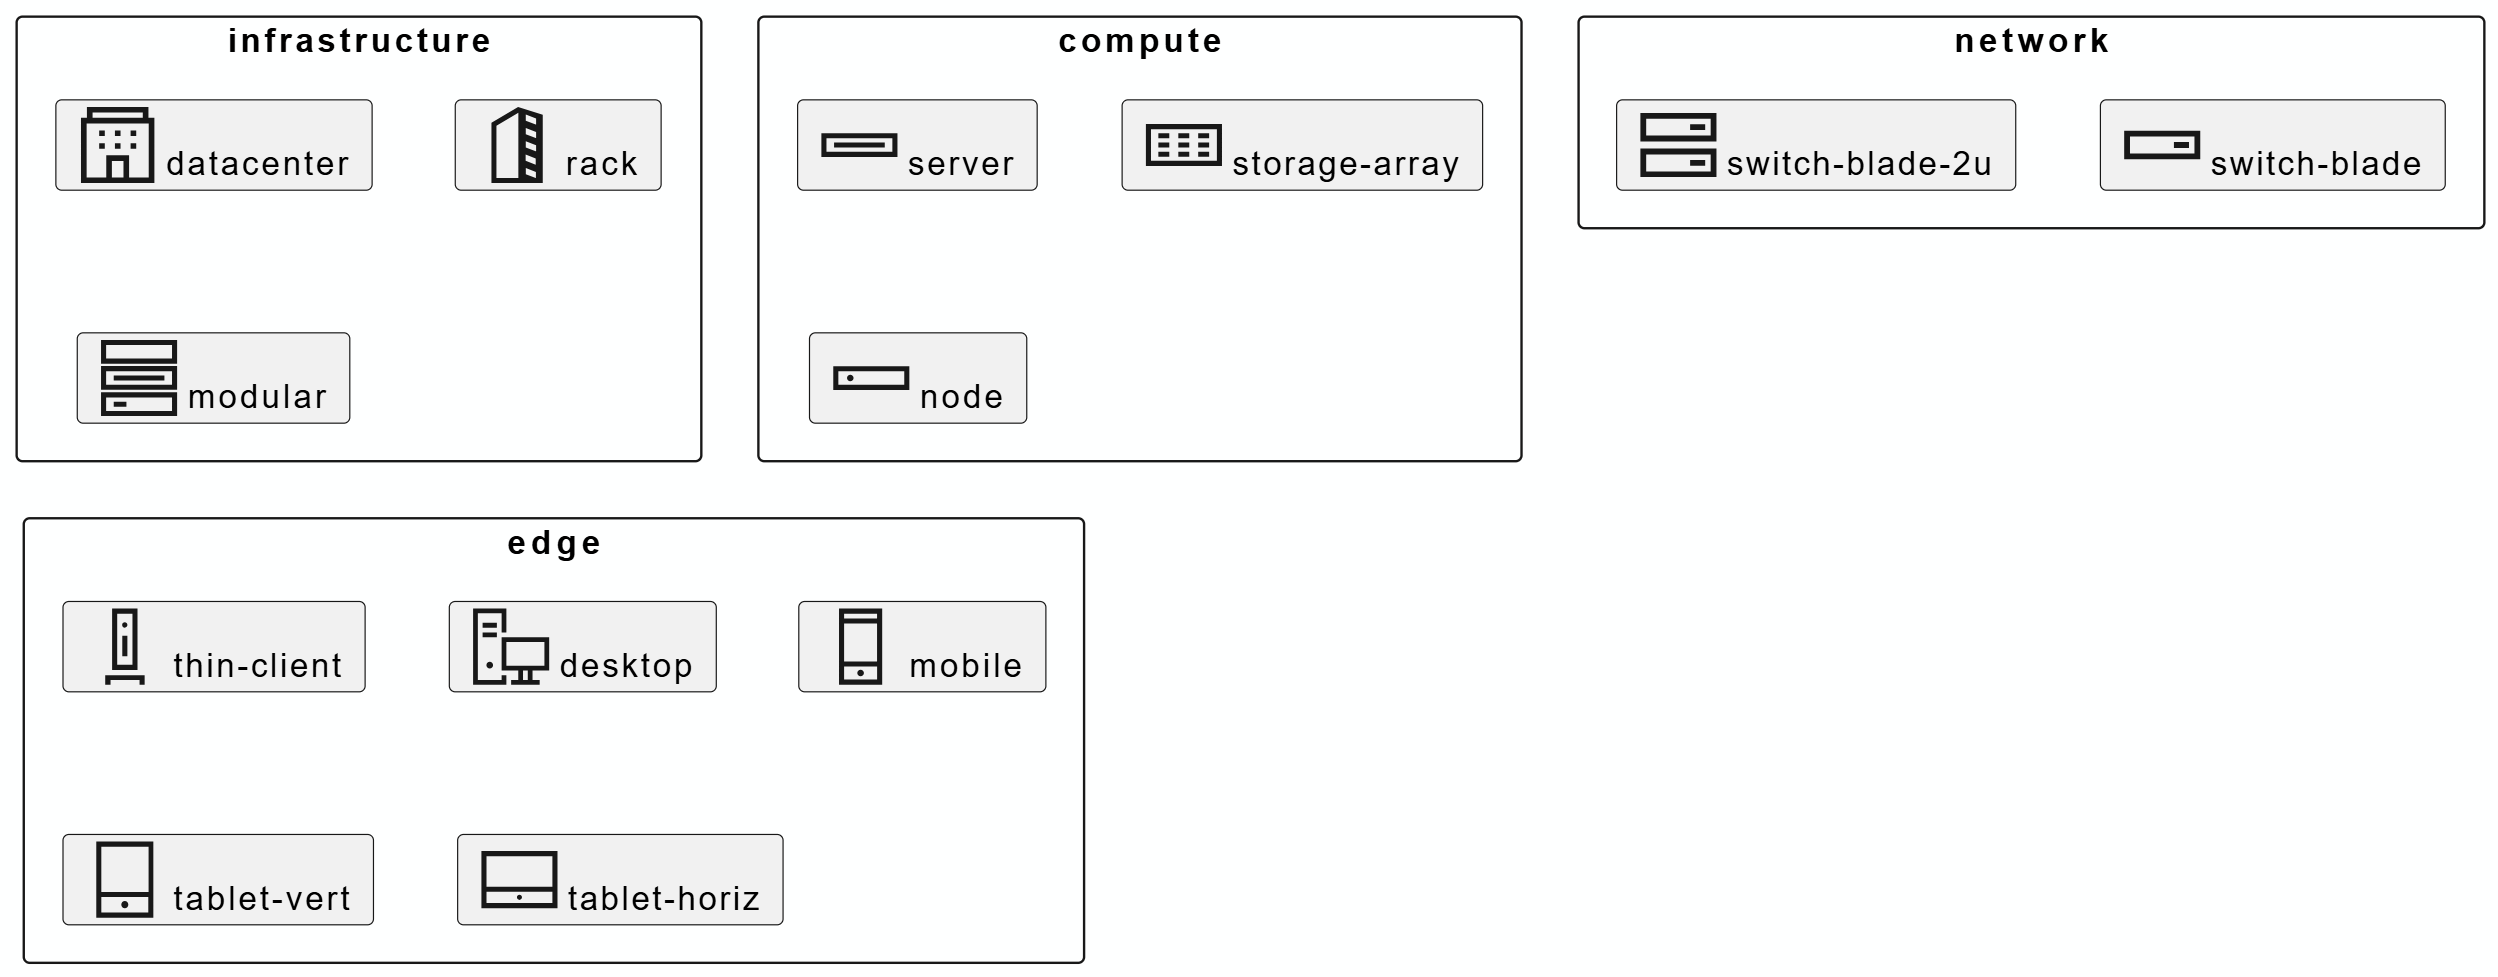 infrastructure
datacenter
rack
modular
compute
server
storage-array
node
network
switch-blade-2u
switch-blade
edge
thin-client
desktop
mobile
tablet-vert
tablet-horiz